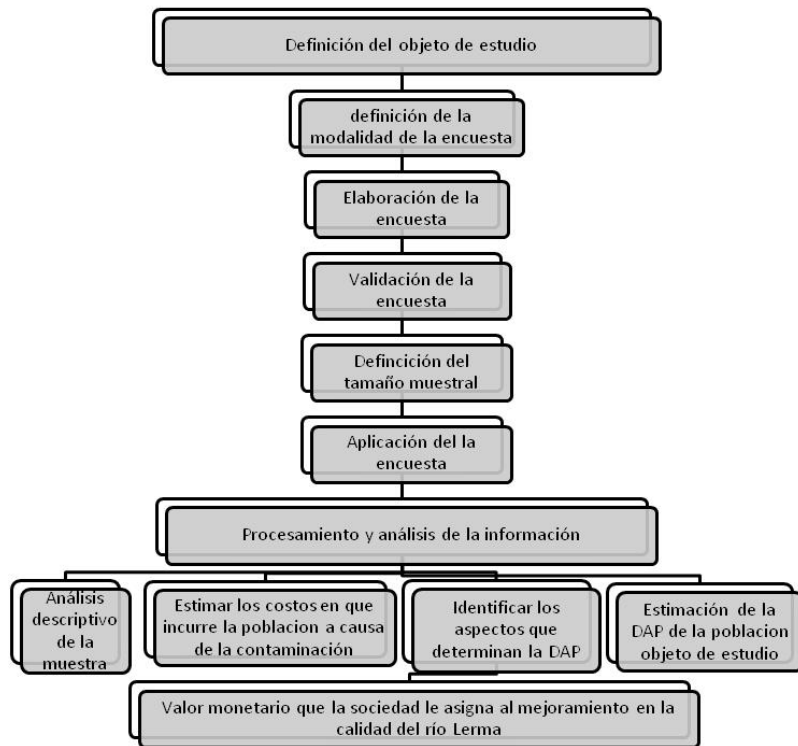 Definición del objeto de estudio
definición de la
modalidad de la encuesta
Elaboración de la
encuesta
Validación de la
encuesta
Defincición del
tamaño muestral
Aplicación del la
encuesta
Procesamiento y análisis de la información
Análisis
descriptivo
de la
muestra
Estimar los costos en que
incurre la poblacion a causa
de la contaminación
Identificar los
aspectos que
determinan la DAP
Estimación de la
DAP de la poblacion
objeto de estudio
Valor monetario que la sociedad le asigna al mejoramiento en la
calidad del río Lerma